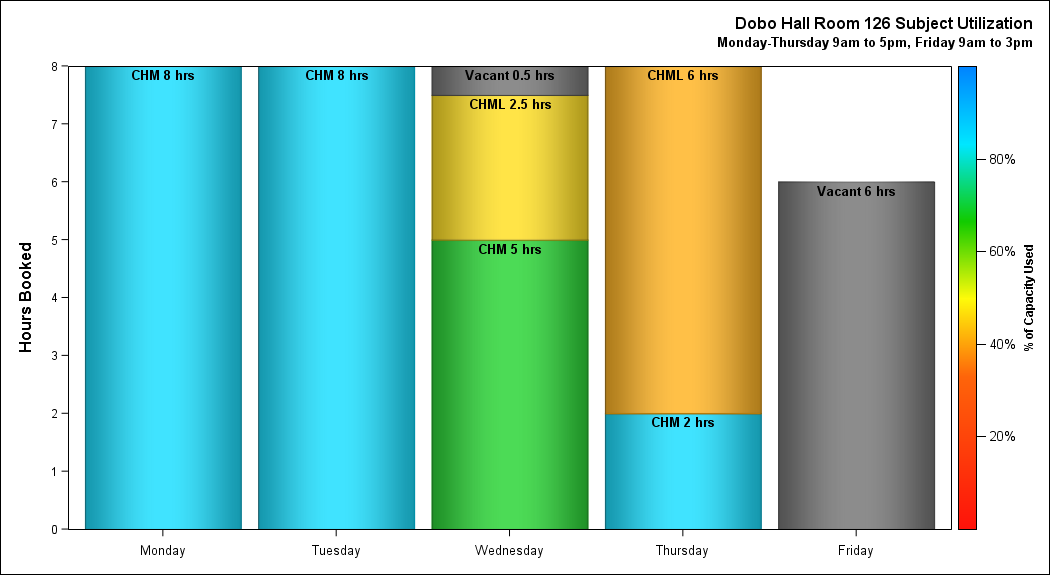 Dobo Hall Room 126 Subject Utilization
Monday-Thursday 9am to 5pm, Friday 9am to 3pm
Hours Booked
8
7
6
5
4
3
2
1
0
CHM 8 hrs
CHM 8 hrs
Vacant 0.5 hrs
CHML 2.5 hrs
CHM 5 hrs
CHML 6 hrs
CHM 2 hrs
Vacant 6 hrs
Monday
Tuesday
Wednesday
Thursday
Friday
80%
60%
40%
20%
% of Capacity Used